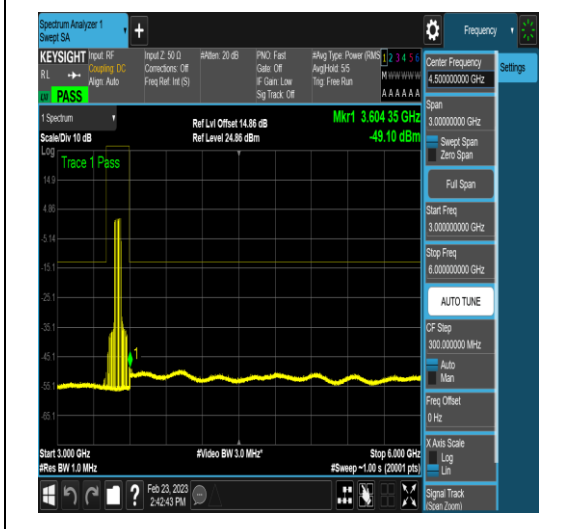 Spectrum Analyzer 1
Swept SA
Frequency
KEYSIGHT
Input: RF
Coupling: DC
Align: Auto
Input Z: 50 Ω
Corrections: Off
Freq Ref: Int (S)
#Atten: 20 dB
PNO: Fast
Gate: Off
IF Gain: Low
Sig Track: Off
#Avg Type: Power (RMS
Avg|Hold: 5/5
Trig: Free Run
1 2 3 4 5 6
M W W W W W
A A A A A A
RL
PASS
1 Spectrum
Scale/Div 10 dB
Ref Lvl Offset 14.86 dB
Ref Level 24.86 dBm
Mkr1 3.604 35 GHz
-49.10 dBm
Log
Trace 1 Pass
14.9
4.86
-5.14
-15.1
-25.1
-35.1
-45.1
-55.1
-65.1
1
Start 3.000 GHz
#Res BW 1.0 MHz
#Video BW 3.0 MHz*
Stop 6.000 GHz
#Sweep ~1.00 s (20001 pts)
Feb 23, 2023
2:42:43 PM
Center Frequency
4.500000000 GHz
Settings
Span
3.00000000 GHz
Swept Span
Zero Span
Full Span
Start Freq
3.000000000 GHz
Stop Freq
6.000000000 GHz
AUTO TUNE
CF Step
300.000000 MHz
Auto
Man
Freq Offset
0 Hz
X Axis Scale
Log
Lin
Signal Track
(Span Zoom)